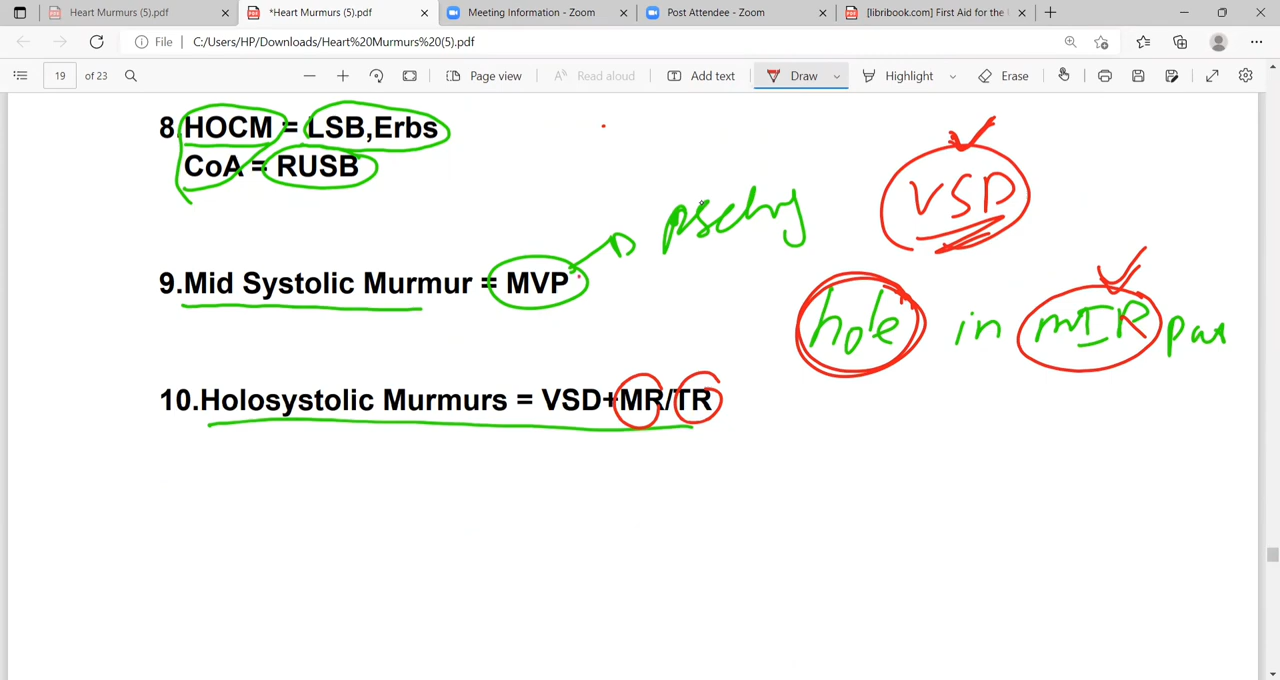 Heart Murmurs (5).pdf
*Heart Murmurs (5).pdf
Meeting Information - Zoom
Post Attendee - Zoom
[libribook.com] First Aid for the
File C:/Users/HP/Downloads/Heart%20Murmurs%20(5).pdf
19 of 23 Page view Read aloud Add text Draw Highlight Erase
8.HOCM = LSB,Erbs
CoA = RUSB
VSD
9.Mid Systolic Murmur = MVP
hole in
10.Holosystolic Murmurs = VSD+MR/TR